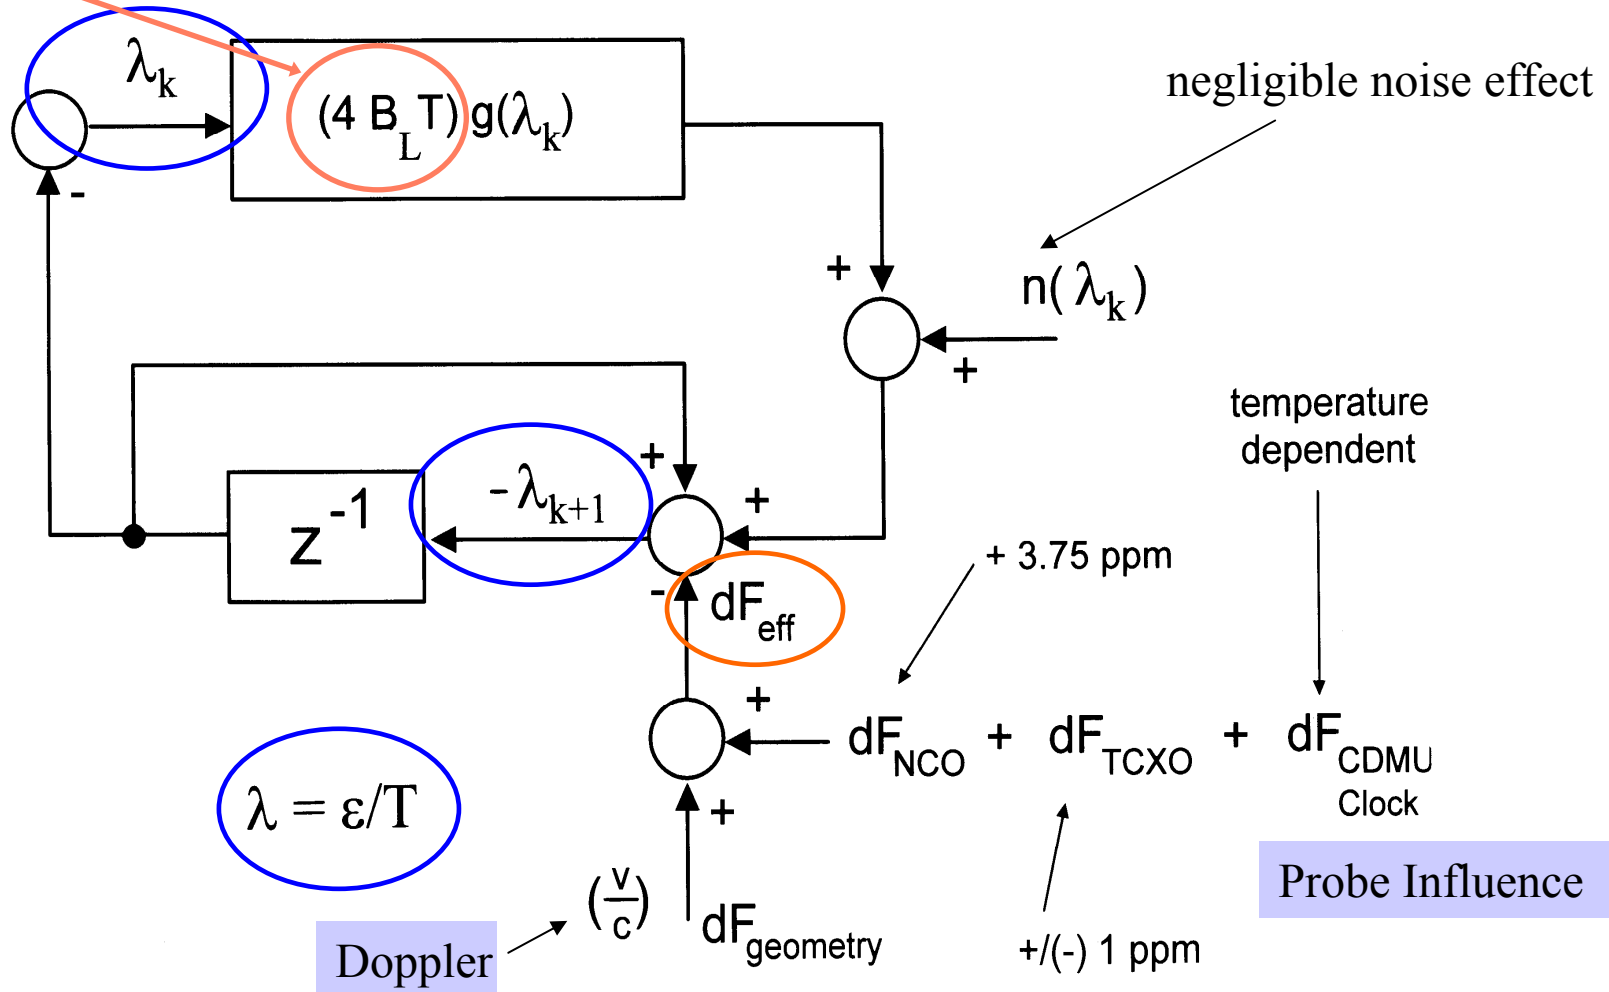 λk
(4 BL T) g(λk)
-
negligible noise effect
+
n( λk )
+
temperature
dependent
+
-λk+1
+
z-1
+ 3.75 ppm
-
dFeff
+
dFNCO + dFTCXO + dFCDMU
Clock
+
λ = ε/T
Probe Influence
(v/c)
dFgeometry
Doppler
+/(-) 1 ppm